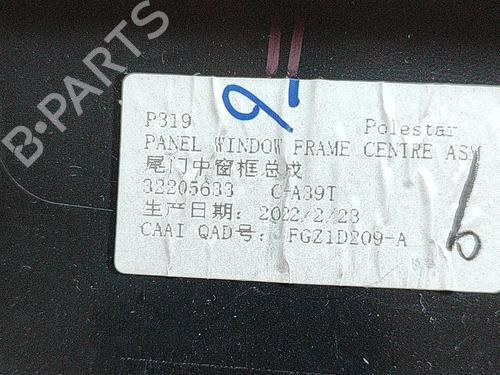 B-PARTS
9-
P319 Polestar
PANEL WINDOW FRAME CENTRE ASM
尾门中窗框总成
32205633 C-A39T
生产日期: 2022/2/23
CAAI QAD号: FGZ1D209-A